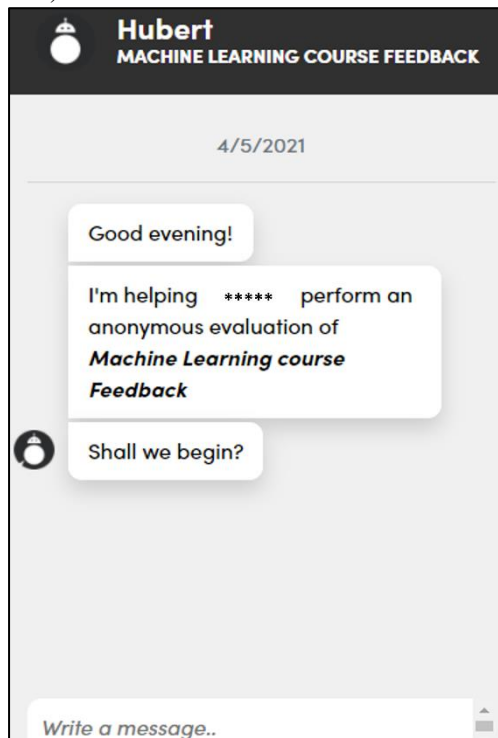 Hubert
MACHINE LEARNING COURSE FEEDBACK
4/5/2021
Good evening!
I'm helping ***** perform an
anonymous evaluation of
Machine Learning course
Feedback
Shall we begin?
Write a message..